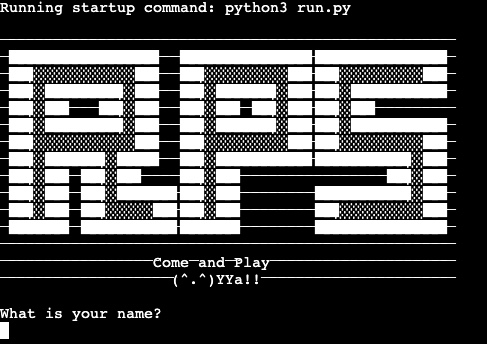 Running startup command: python3 run.py
RPS
Come and Play
(^.^)YYa!!
What is your name?